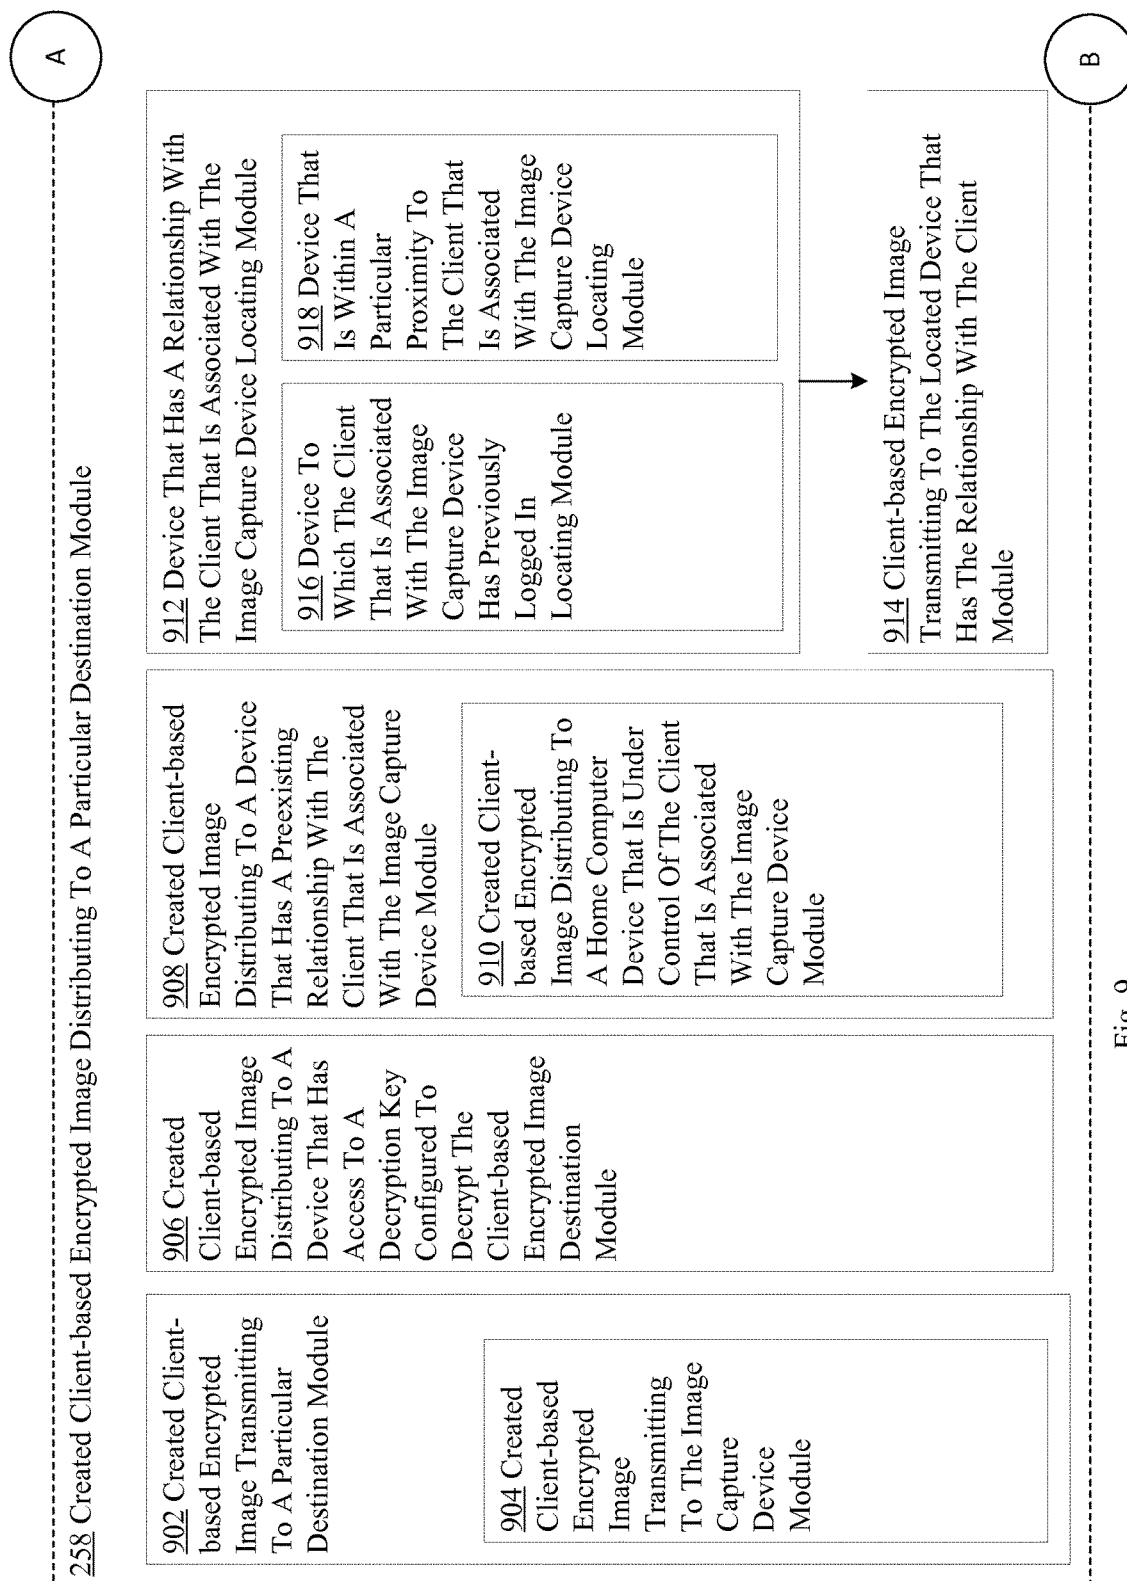 258 Created Client-based Encrypted Image Distributing To A Particular Destination Module
902 Created Client-
based Encrypted
Image Transmitting
To A Particular
Destination Module
904 Created
Client-based
Encrypted
Image
Transmitting
To The Image
Capture
Device
Module
906 Created
Client-based
Encrypted Image
Distributing To A
Device That Has
Access To A
Decryption Key
Configured To
Decrypt The
Client-based
Encrypted Image
Destination
Module
908 Created Client-based
Encrypted Image
Distributing To A Device
That Has A Preexisting
Relationship With The
Client That Is Associated
With The Image Capture
Device Module
910 Created Client-
based Encrypted
Image Distributing To
A Home Computer
Device That Is Under
Control Of The Client
That Is Associated
With The Image
Capture Device
Module
912 Device That Has A Relationship With
The Client That Is Associated With The
Image Capture Device Locating Module
916 Device To
Which The Client
That Is Associated
With The Image
Capture Device
Has Previously
Logged In
Locating Module
918 Device That
Is Within A
Particular
Proximity To
The Client That
Is Associated
With The Image
Capture Device
Locating
Module
914 Client-based Encrypted Image
Transmitting To The Located Device That
Has The Relationship With The Client
Module
A
B
Fig. 9